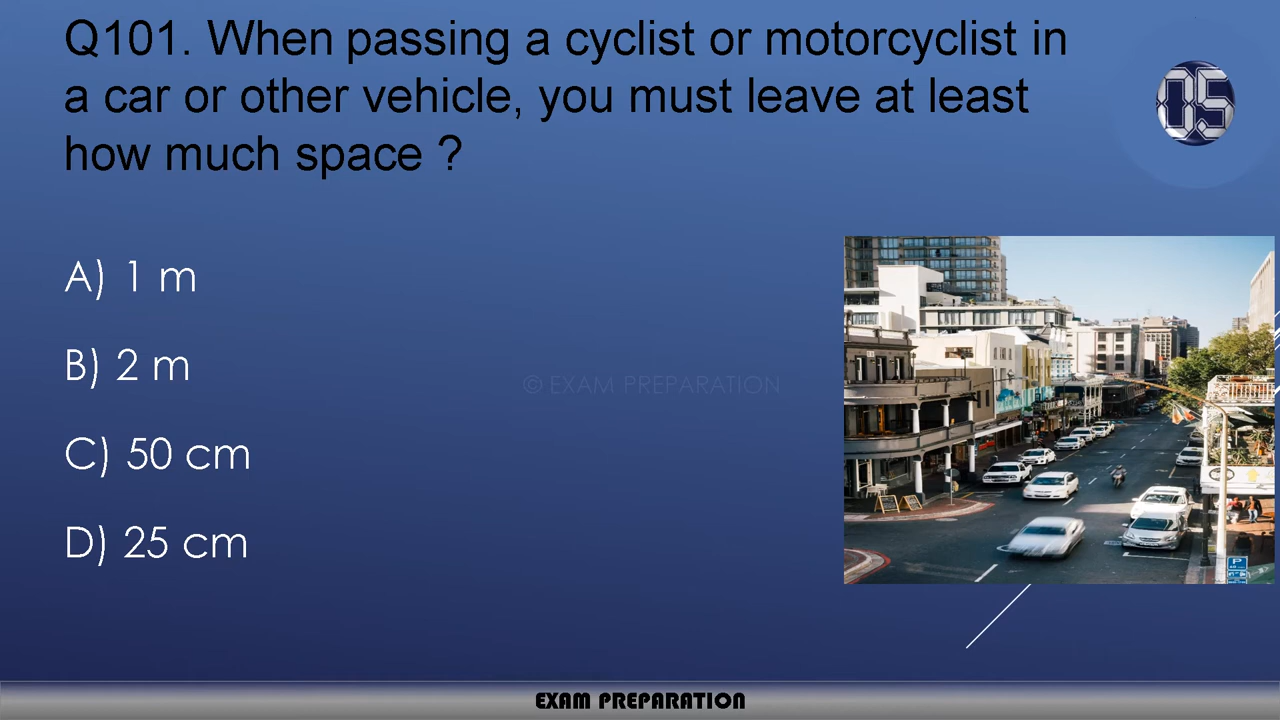 Q101. When passing a cyclist or motorcyclist in
a car or other vehicle, you must leave at least
how much space ?
05
A) 1 m
B) 2 m
C) 50 cm
D) 25 cm
© EXAM PREPARATION
P
EXAM PREPARATION